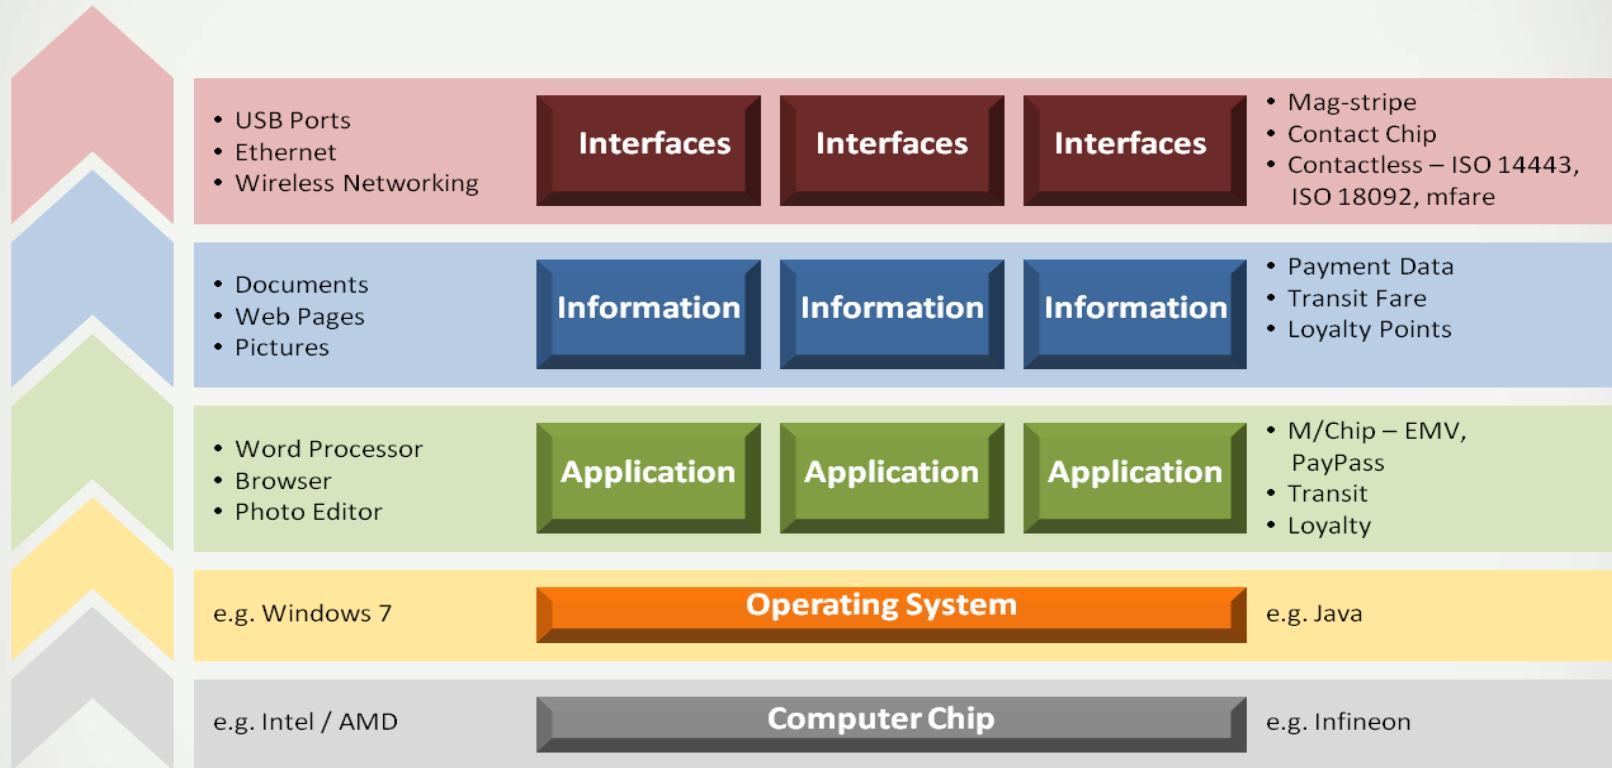 • USB Ports
• Ethernet
• Wireless Networking
Interfaces Interfaces Interfaces
• Mag-stripe
• Contact Chip
• Contactless – ISO 14443,
ISO 18092, mfare
• Documents
• Web Pages
• Pictures
Information Information Information
• Payment Data
• Transit Fare
• Loyalty Points
• Word Processor
• Browser
• Photo Editor
Application Application Application
• M/Chip – EMV,
PayPass
• Transit
• Loyalty
e.g. Windows 7
Operating System
e.g. Java
e.g. Intel / AMD
Computer Chip
e.g. Infineon